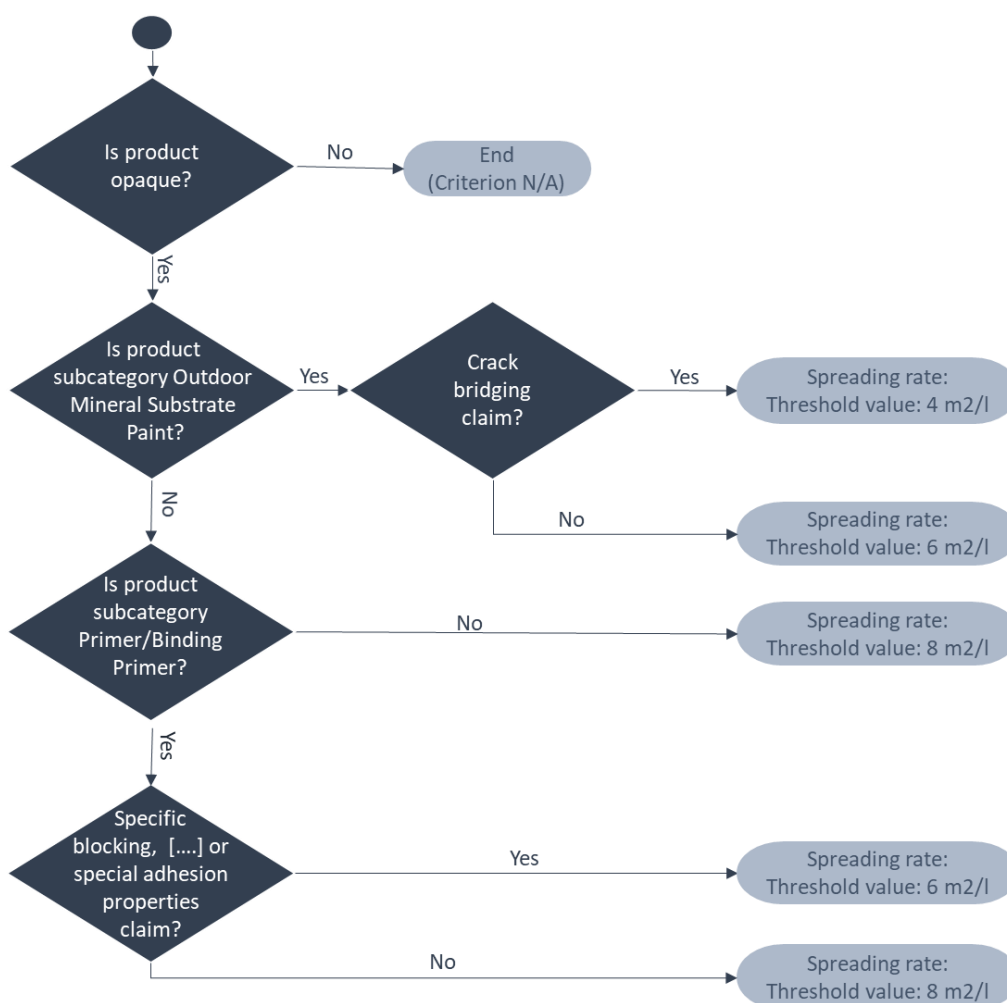 Is product
opaque?
No
End
(Criterion N/A)
Yes
Is product
subcategory Outdoor
Mineral Substrate
Paint?
Yes
Crack
bridging
claim?
Yes
Spreading rate:
Threshold value: 4 m2/l
No
No
Spreading rate:
Threshold value: 6 m2/l
Is product
subcategory
Primer/Binding
Primer?
No
Spreading rate:
Threshold value: 8 m2/l
Yes
Specific
blocking, [....] or
special adhesion
properties
claim?
Yes
Spreading rate:
Threshold value: 6 m2/l
No
Spreading rate:
Threshold value: 8 m2/l